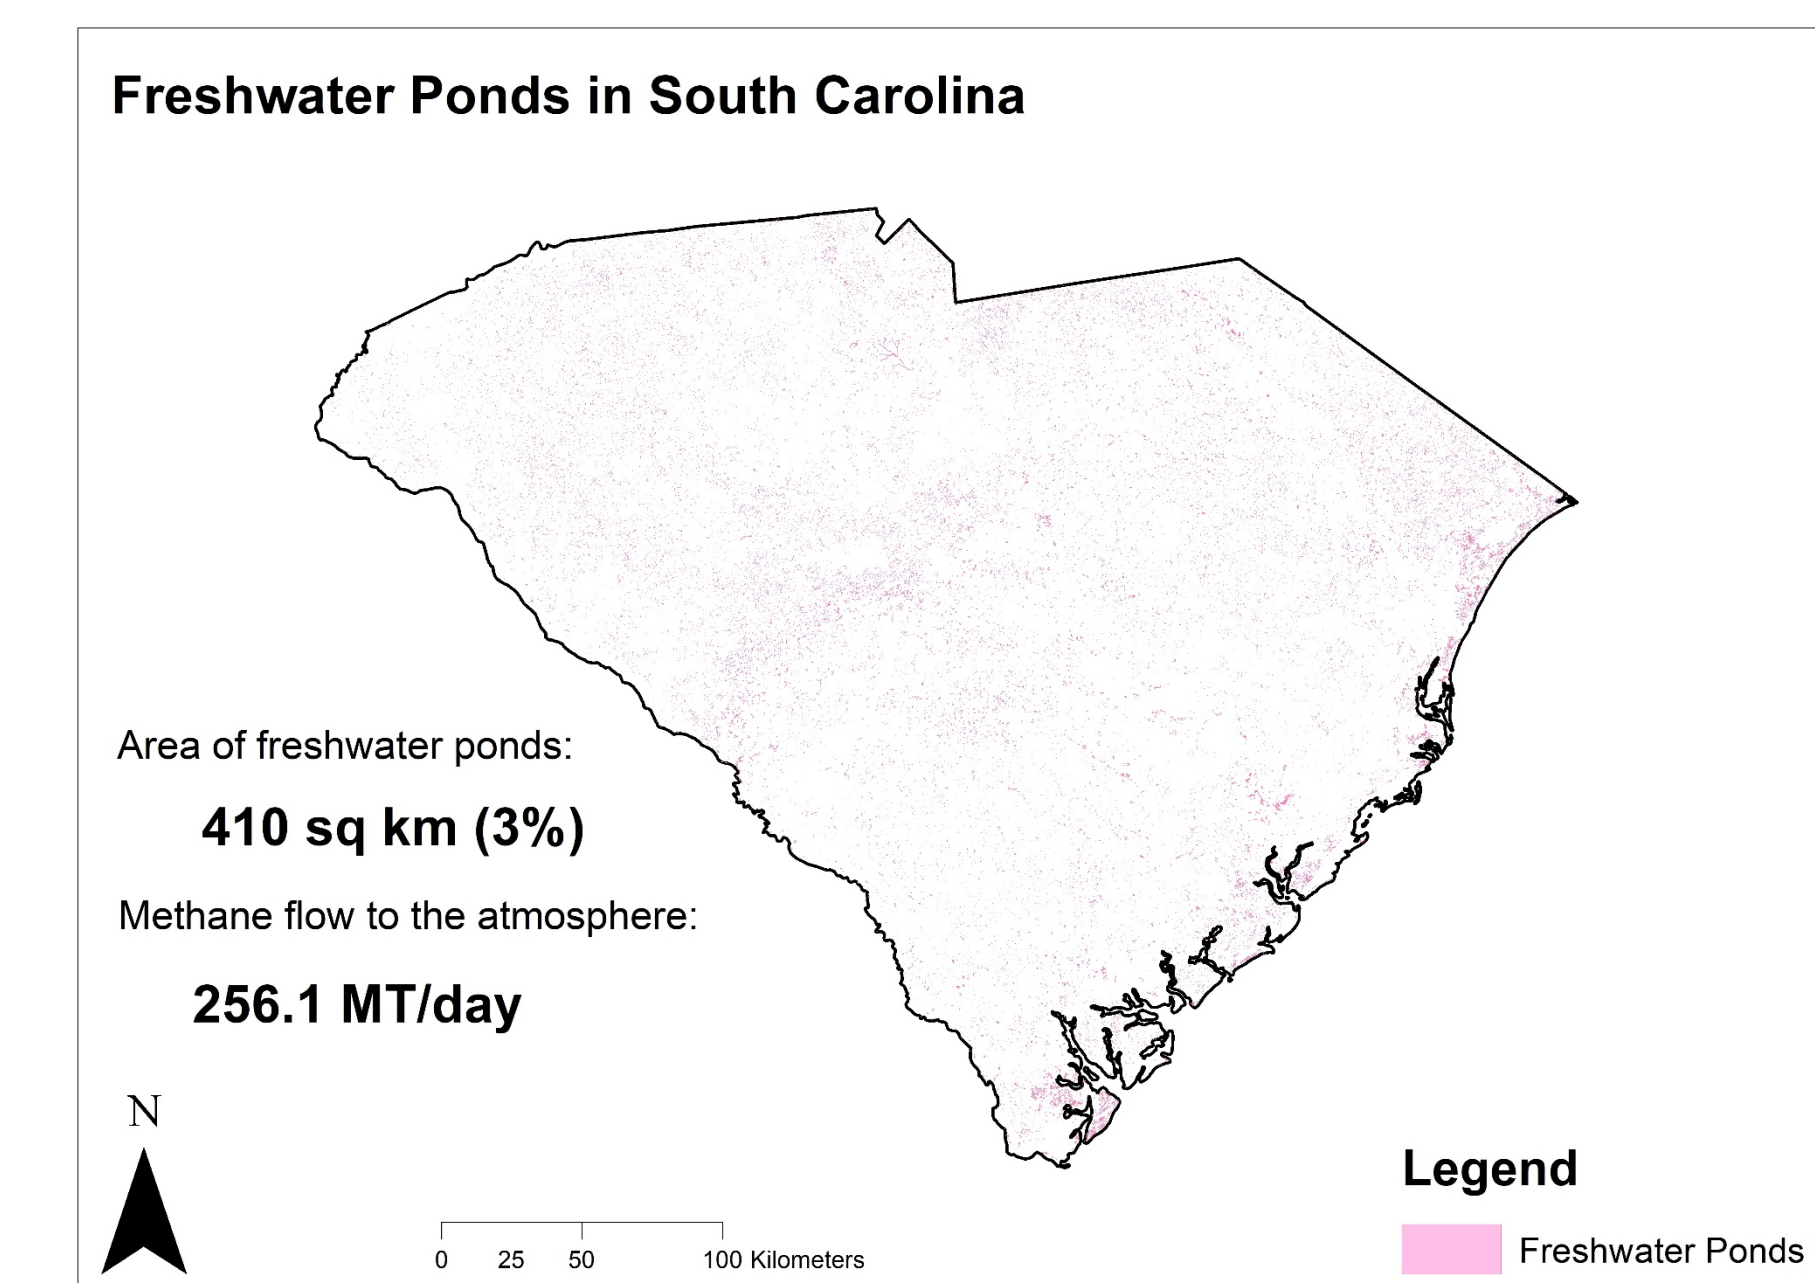 Freshwater Ponds in South Carolina
Area of freshwater ponds:
410 sq km (3%)
Methane flow to the atmosphere:
256.1 MT/day
N
0 25 50 100 Kilometers
Legend
Freshwater Ponds